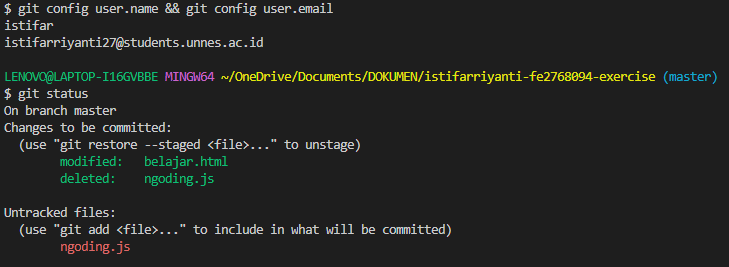 $ git config user.name && git config user.email
istifar
istifarriyanti27@students.unnes.ac.id
LENOVO@LAPTOP-I16GVBBE MINGW64 ~/OneDrive/Documents/DOKUMEN/istifarriyanti-fe2768094-exercise (master)
$ git status
On branch master
Changes to be committed:
  (use "git restore --staged <file>..." to unstage)
        modified:   belajar.html
        deleted:    ngoding.js
Untracked files:
  (use "git add <file>..." to include in what will be committed)
        ngoding.js